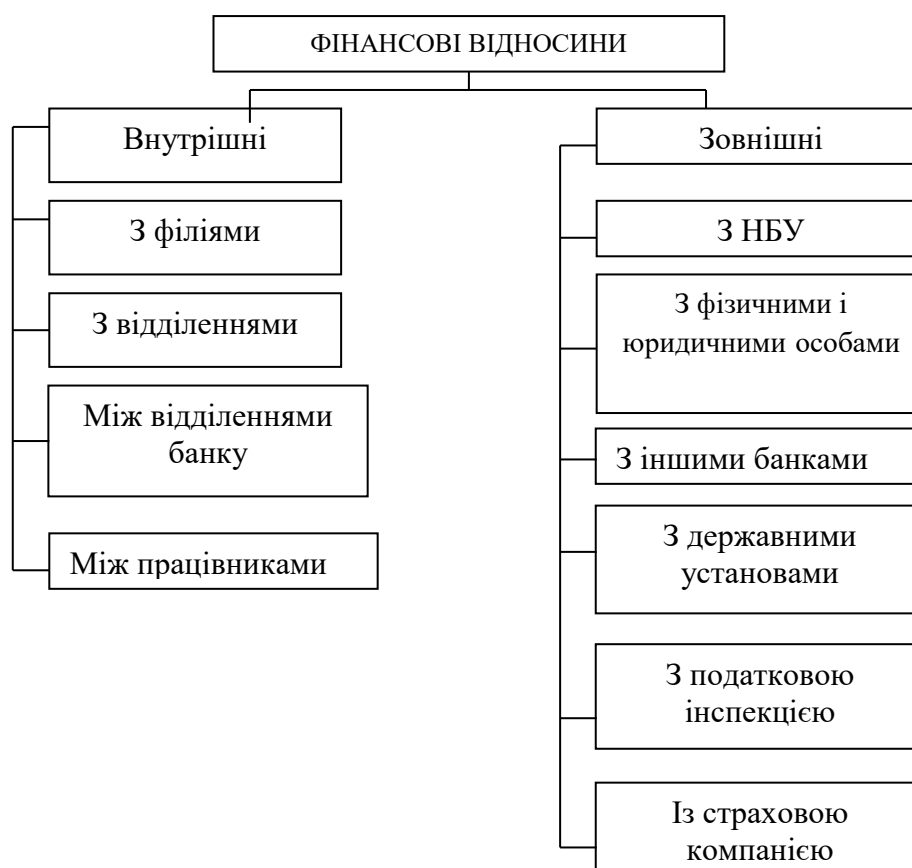 ФІНАНСОВІ ВІДНОСИНИ
Внутрішні
З філіями
З відділеннями
Між відділеннями
банку
Між працівниками
Зовнішні
З НБУ
З фізичними і
юридичними особами
З іншими банками
З державними
установами
З податковою
інспекцією
Із страховою
компанією